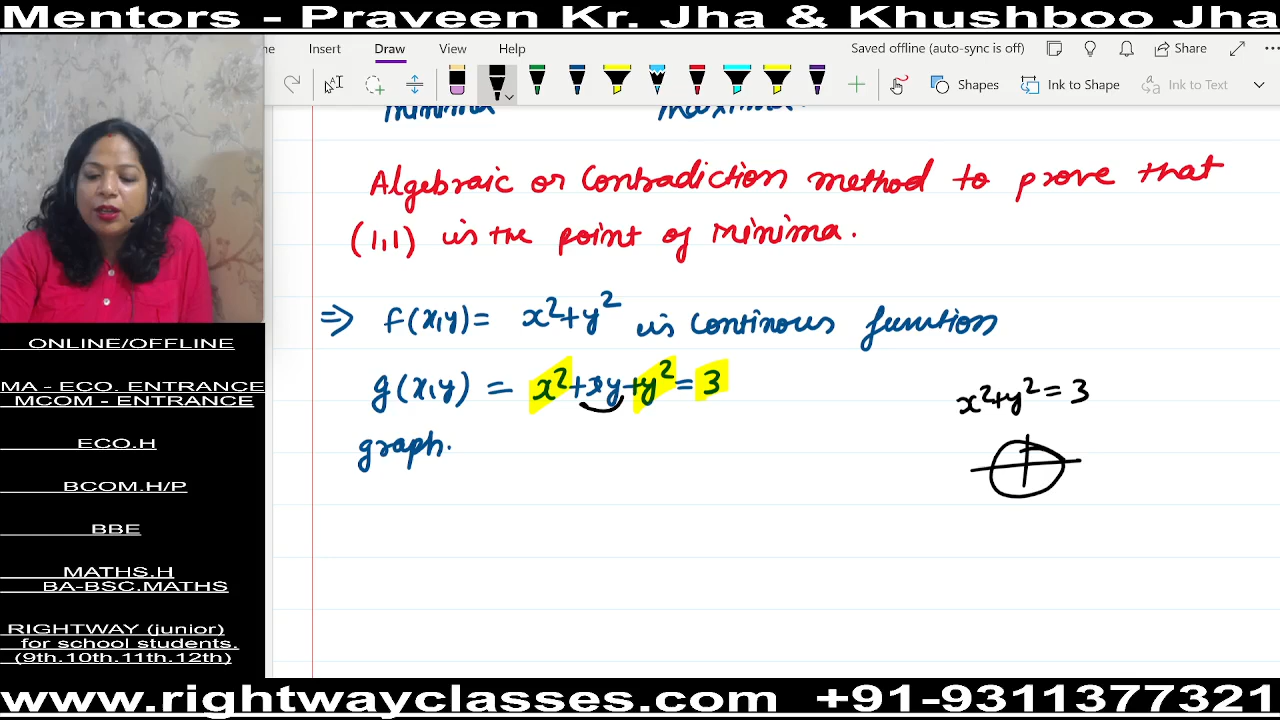 Mentors - Praveen Kr. Jha & Khushboo Jha
Insert Draw View Help
Saved offline (auto-sync is off)
Share
Shapes
Ink to Shape
Ink to Text
minima maxima.
Algebraic or Contradiction method to prove that
(1,1) is the point of minima.
⇒ f(x,y) = x²+y² is continous function
g(x,y) = x²+xy+y² = 3
x²+y² = 3
graph.
ONLINE/OFFLINE
MA - ECO. ENTRANCE
MCOM - ENTRANCE
ECO.H
BCOM.H/P
BBE
MATHS.H
BA-BSC.MATHS
RIGHTWAY (junior)
for school students.
(9th.10th.11th.12th)
www.rightwayclasses.com +91-9311377321